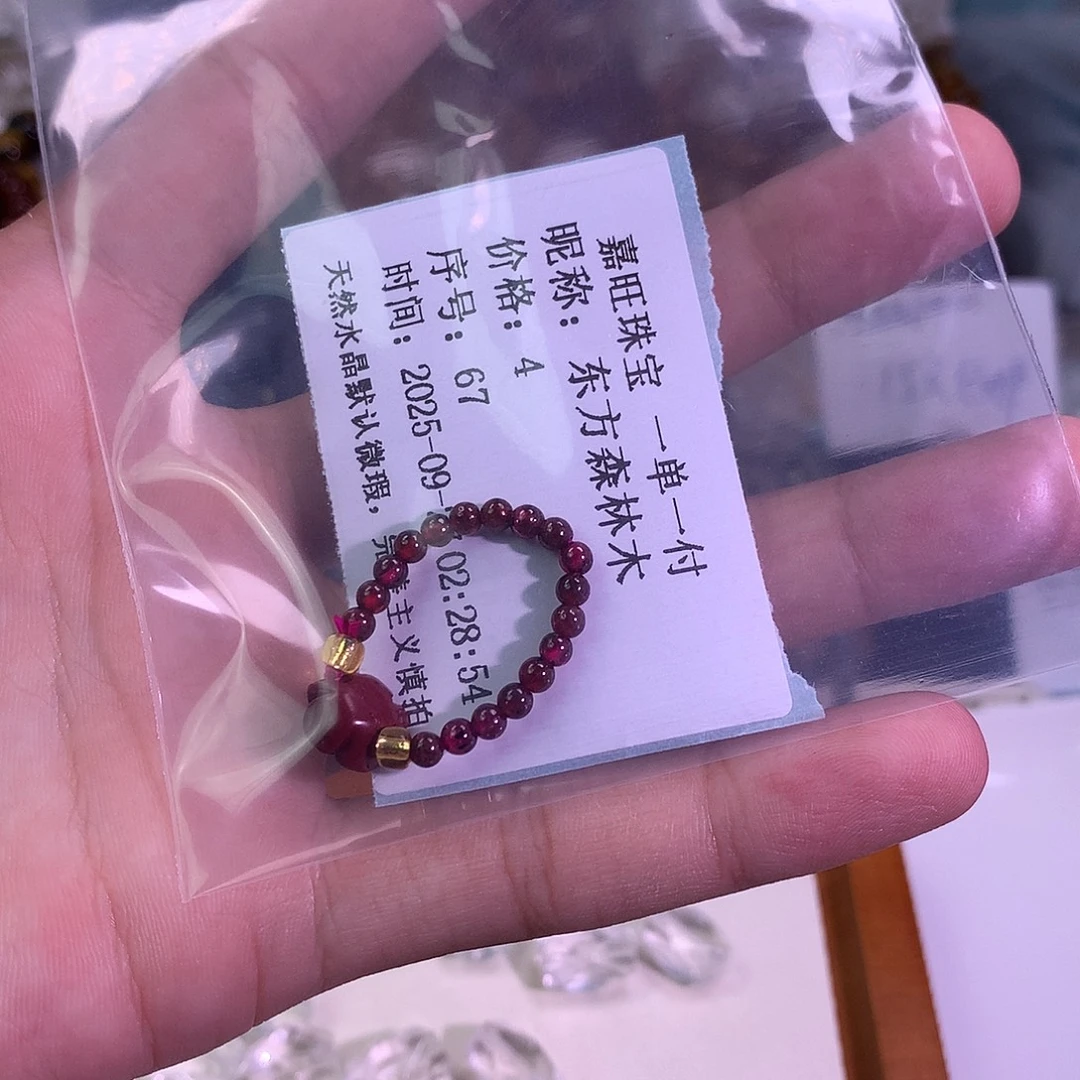 嘉旺珠宝 一单一付
昵称: 东方森林木
价格: 4
序号: 67
时间: 2025-09- 02:28:54
天然水晶默认微瑕, 主义慎拍